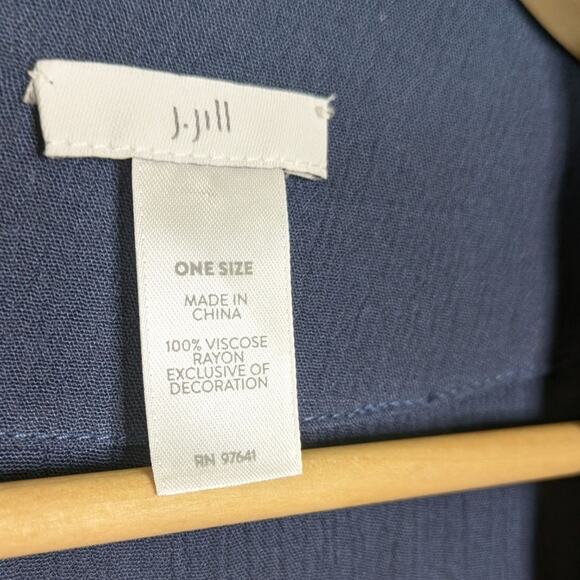 J.Jill
ONE SIZE
MADE IN
CHINA
100% VISCOSE
RAYON
EXCLUSIVE OF
DECORATION
RN 97641